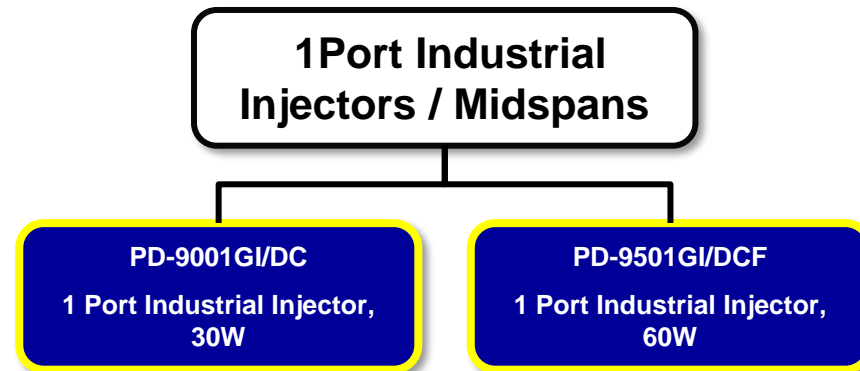 1Port Industrial
Injectors / Midspans
PD-9001GI/DC
1 Port Industrial Injector,
30W
PD-9501GI/DCF
1 Port Industrial Injector,
60W